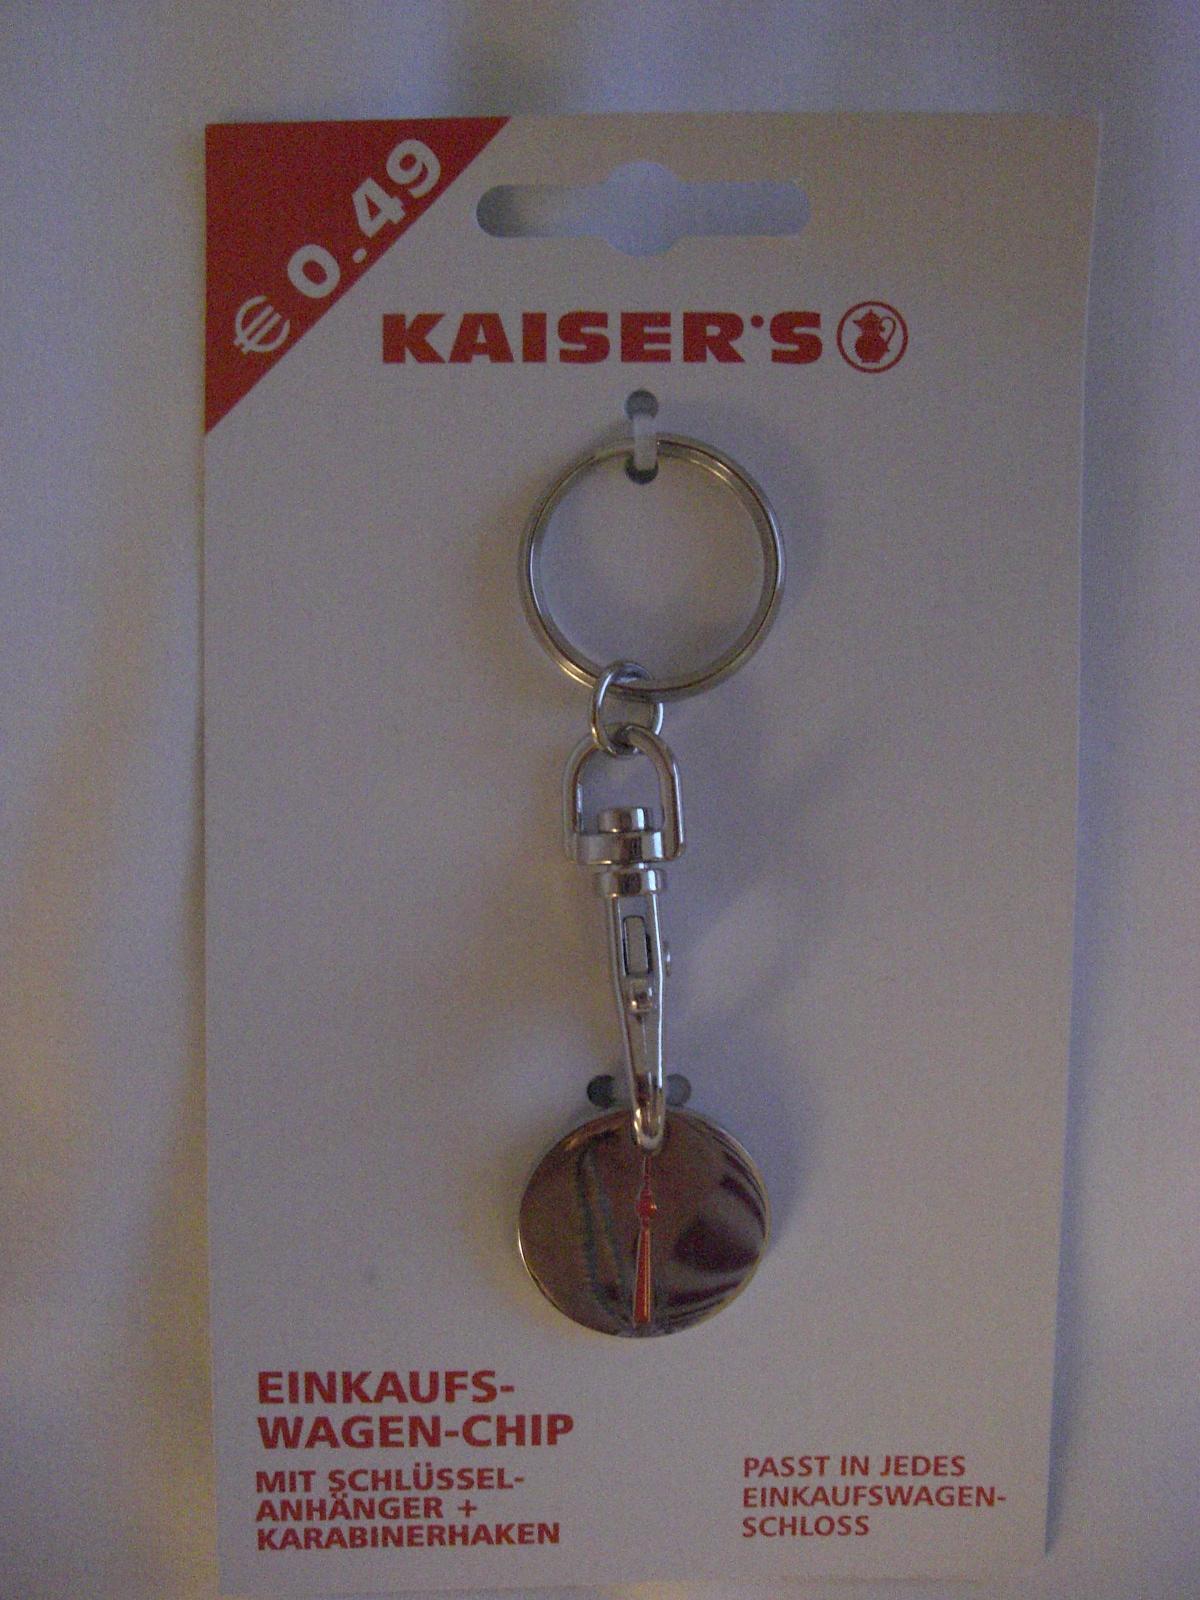 € 0.49
KAISER'S
EINKAUFS-
WAGEN-CHIP
MIT SCHLÜSSEL-
ANHÄNGER +
KARABINERHAKEN
PASST IN JEDES
EINKAUFSWAGEN-
SCHLOSS